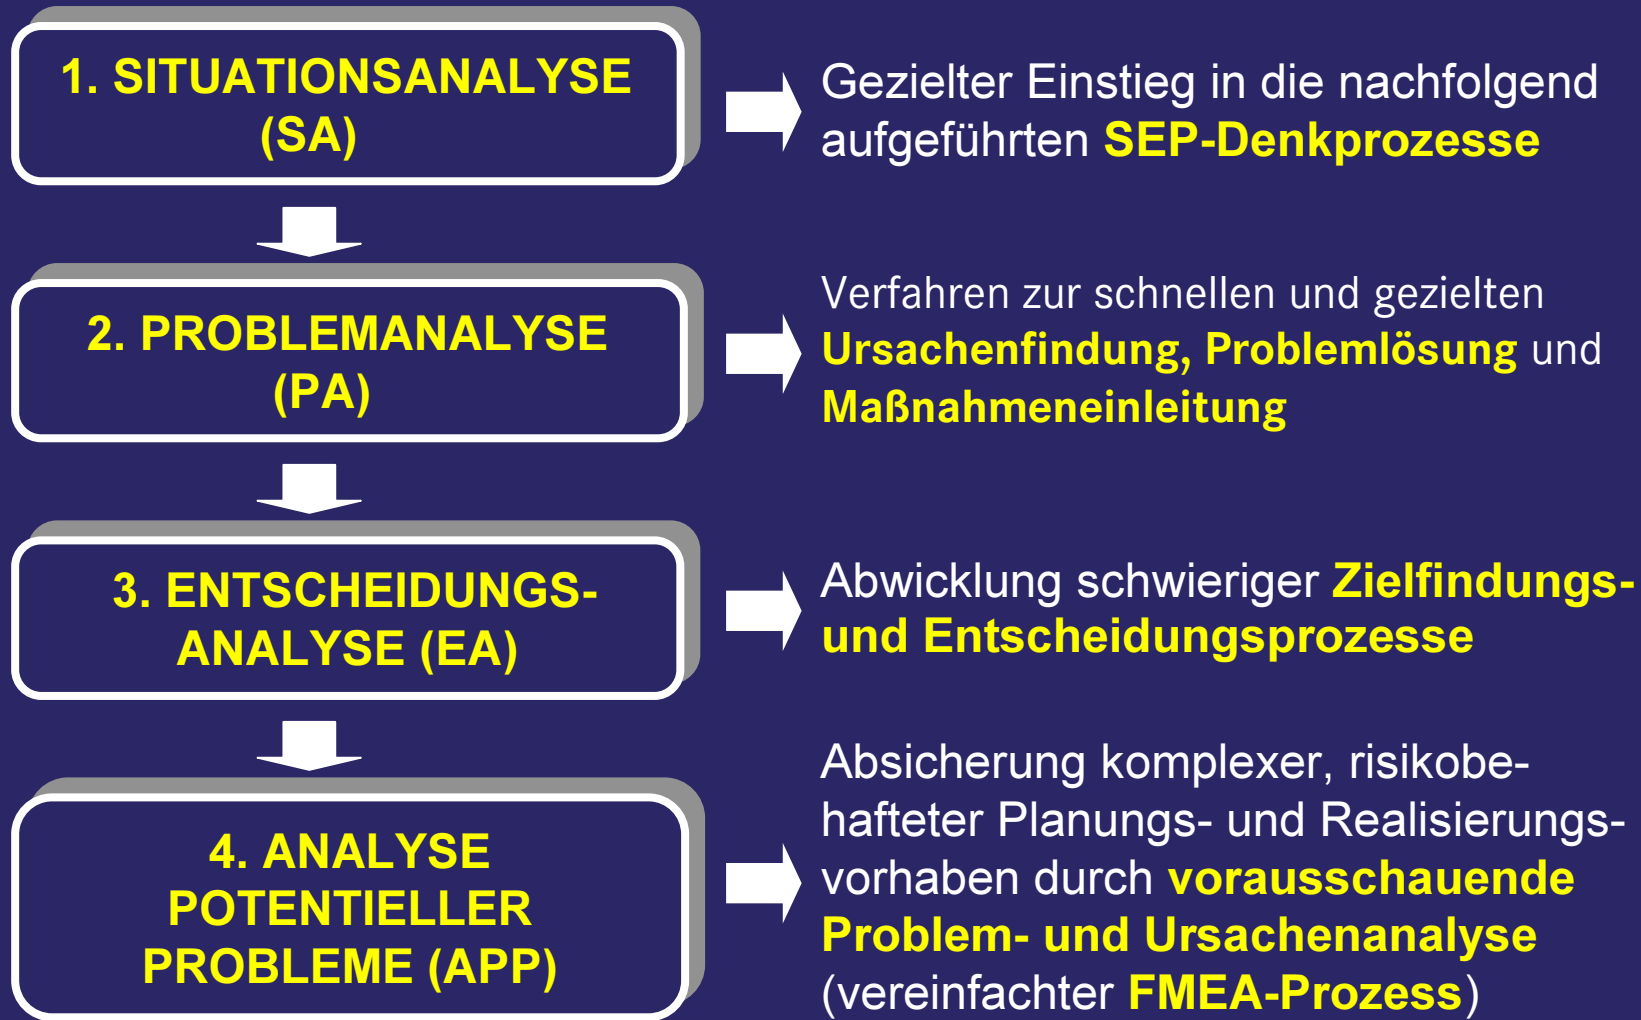 1. SITUATIONSANALYSE
(SA)
Gezielter Einstieg in die nachfolgend
aufgeführten SEP-Denkprozesse
2. PROBLEMANALYSE
(PA)
Verfahren zur schnellen und gezielten
Ursachenfindung, Problemlösung und
Maßnahmeneinleitung
3. ENTSCHEIDUNGS-
ANALYSE (EA)
Abwicklung schwieriger Zielfindungs-
und Entscheidungsprozesse
4. ANALYSE
POTENTIELLER
PROBLEME (APP)
Absicherung komplexer, risikobe-
hafteter Planungs- und Realisierungs-
vorhaben durch vorausschauende
Problem- und Ursachenanalyse
(vereinfachter FMEA-Prozess)